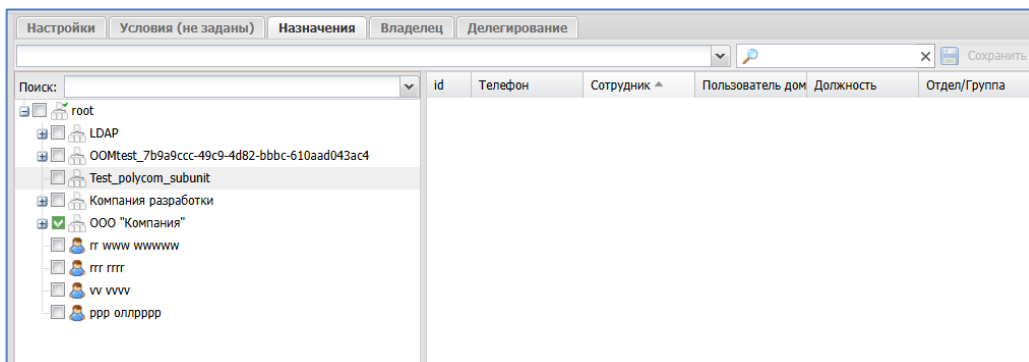 Настройки Условия (не заданы) Назначения Владелец Делегирование
Сохранить
Поиск: id Телефон Сотрудник Пользователь дом Должность Отдел/Группа
root
LDAP
OOMtest_7b9a9ccc-49c9-4d82-bbbc-610aad043ac4
Test_polycom_subunit
Компания разработки
ООО "Компания"
rr www wwwww
rrr rrrr
vv vvvv
ppp оллрррр